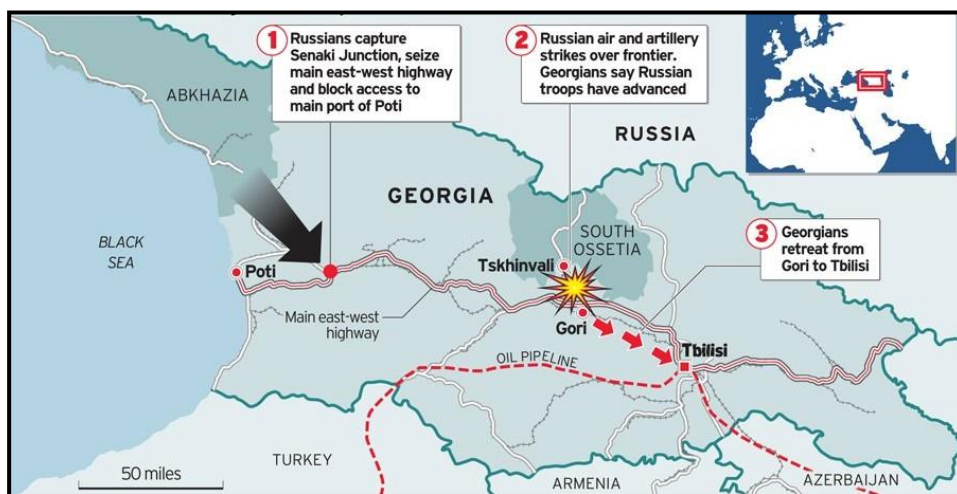 1 Russians capture
Senaki Junction, seize
main east-west highway
and block access to
main port of Poti
2 Russian air and artillery
strikes over frontier.
Georgians say Russian
troops have advanced
ABKHAZIA
RUSSIA
GEORGIA
SOUTH
OSSETIA
3 Georgians
retreat from
Gori to Tbilisi
BLACK
SEA
Poti
Tskhinvali
Main east-west
highway
Gori
Tbilisi
OIL PIPELINE
50 miles
TURKEY
ARMENIA
AZERBAIJAN